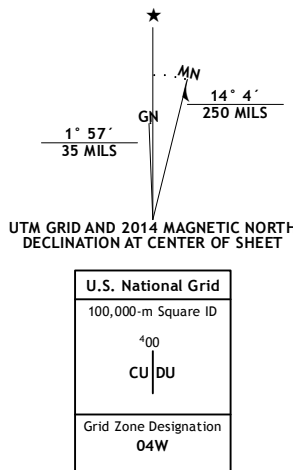 ★
MN
14° 4´
250 MILS
GN
1° 57´
35 MILS
UTM GRID AND 2014 MAGNETIC NORTH
DECLINATION AT CENTER OF SHEET
U.S. National Grid
100,000-m Square ID
⁴00
CU DU
Grid Zone Designation
04W